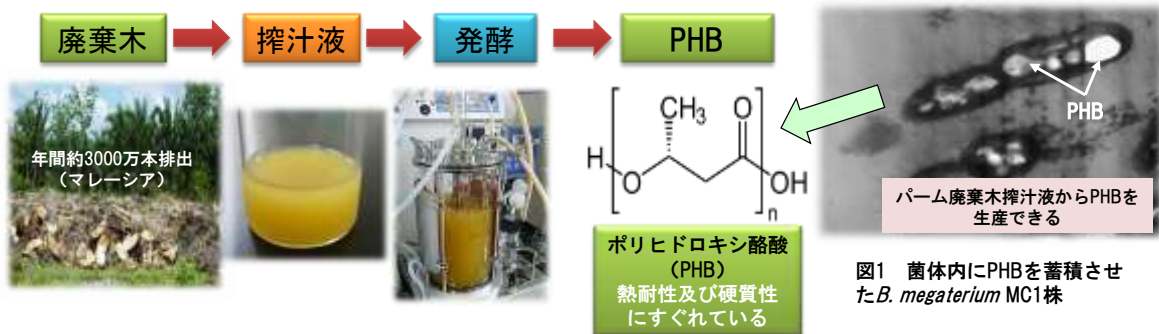 廃棄木
搾汁液
発酵
PHB
年間約3000万本排出
（マレーシア）
CH3
O
H
O
OH
n
ポリヒドロキシ酪酸
（PHB）
熱耐性及び硬質性
にすぐれている
PHB
パーム廃棄木搾汁液からPHBを
生産できる
図1　菌体内にPHBを蓄積させ
たB. megaterium MC1株